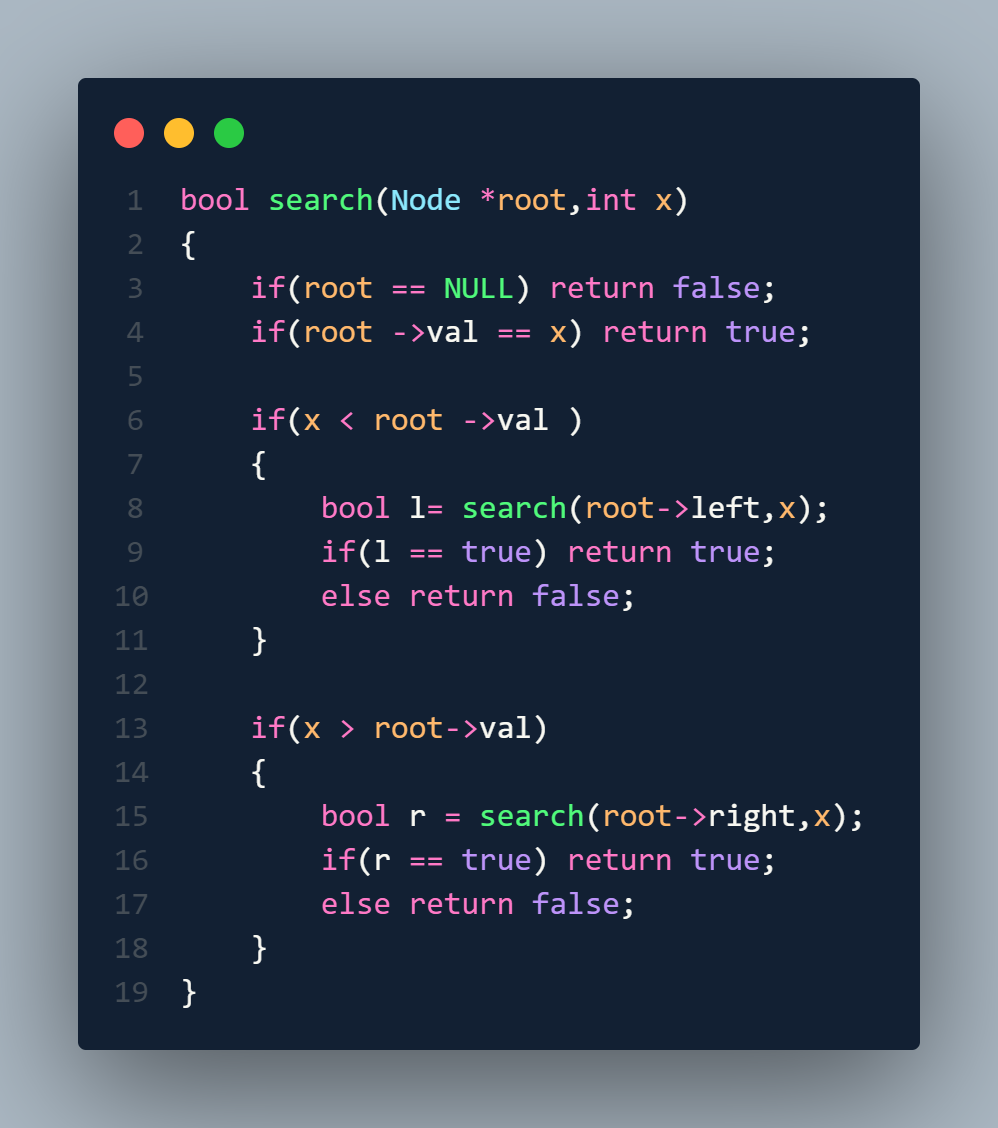 1 bool search(Node *root,int x)
2 {
3     if(root == NULL) return false;
4     if(root ->val == x) return true;
5
6     if(x < root ->val )
7     {
8         bool l= search(root->left,x);
9         if(l == true) return true;
10         else return false;
11     }
12
13     if(x > root->val)
14     {
15         bool r = search(root->right,x);
16         if(r == true) return true;
17         else return false;
18     }
19 }